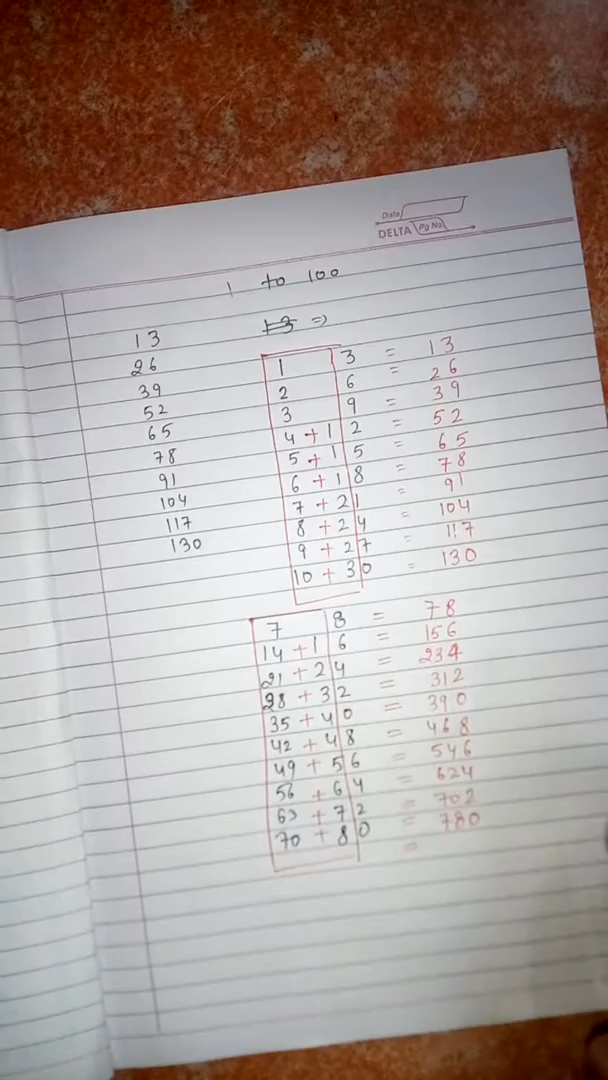 Date
DELTA Pg No
1 to 100
13
26
39
52
65
78
91
104
117
130
13 =>
1 3 = 13
2 6 = 26
3 9 = 39
4 + 1 2 = 52
5 + 1 5 = 65
6 + 1 8 = 78
7 + 2 1 = 91
8 + 2 4 = 104
9 + 2 7 = 117
10 + 3 0 = 130
7 8 = 78
14 + 1 6 = 156
21 + 2 4 = 234
28 + 3 2 = 312
35 + 4 0 = 390
42 + 4 8 = 468
49 + 5 6 = 546
56 + 6 4 = 624
63 + 7 2 = 702
70 + 8 0 = 780
=